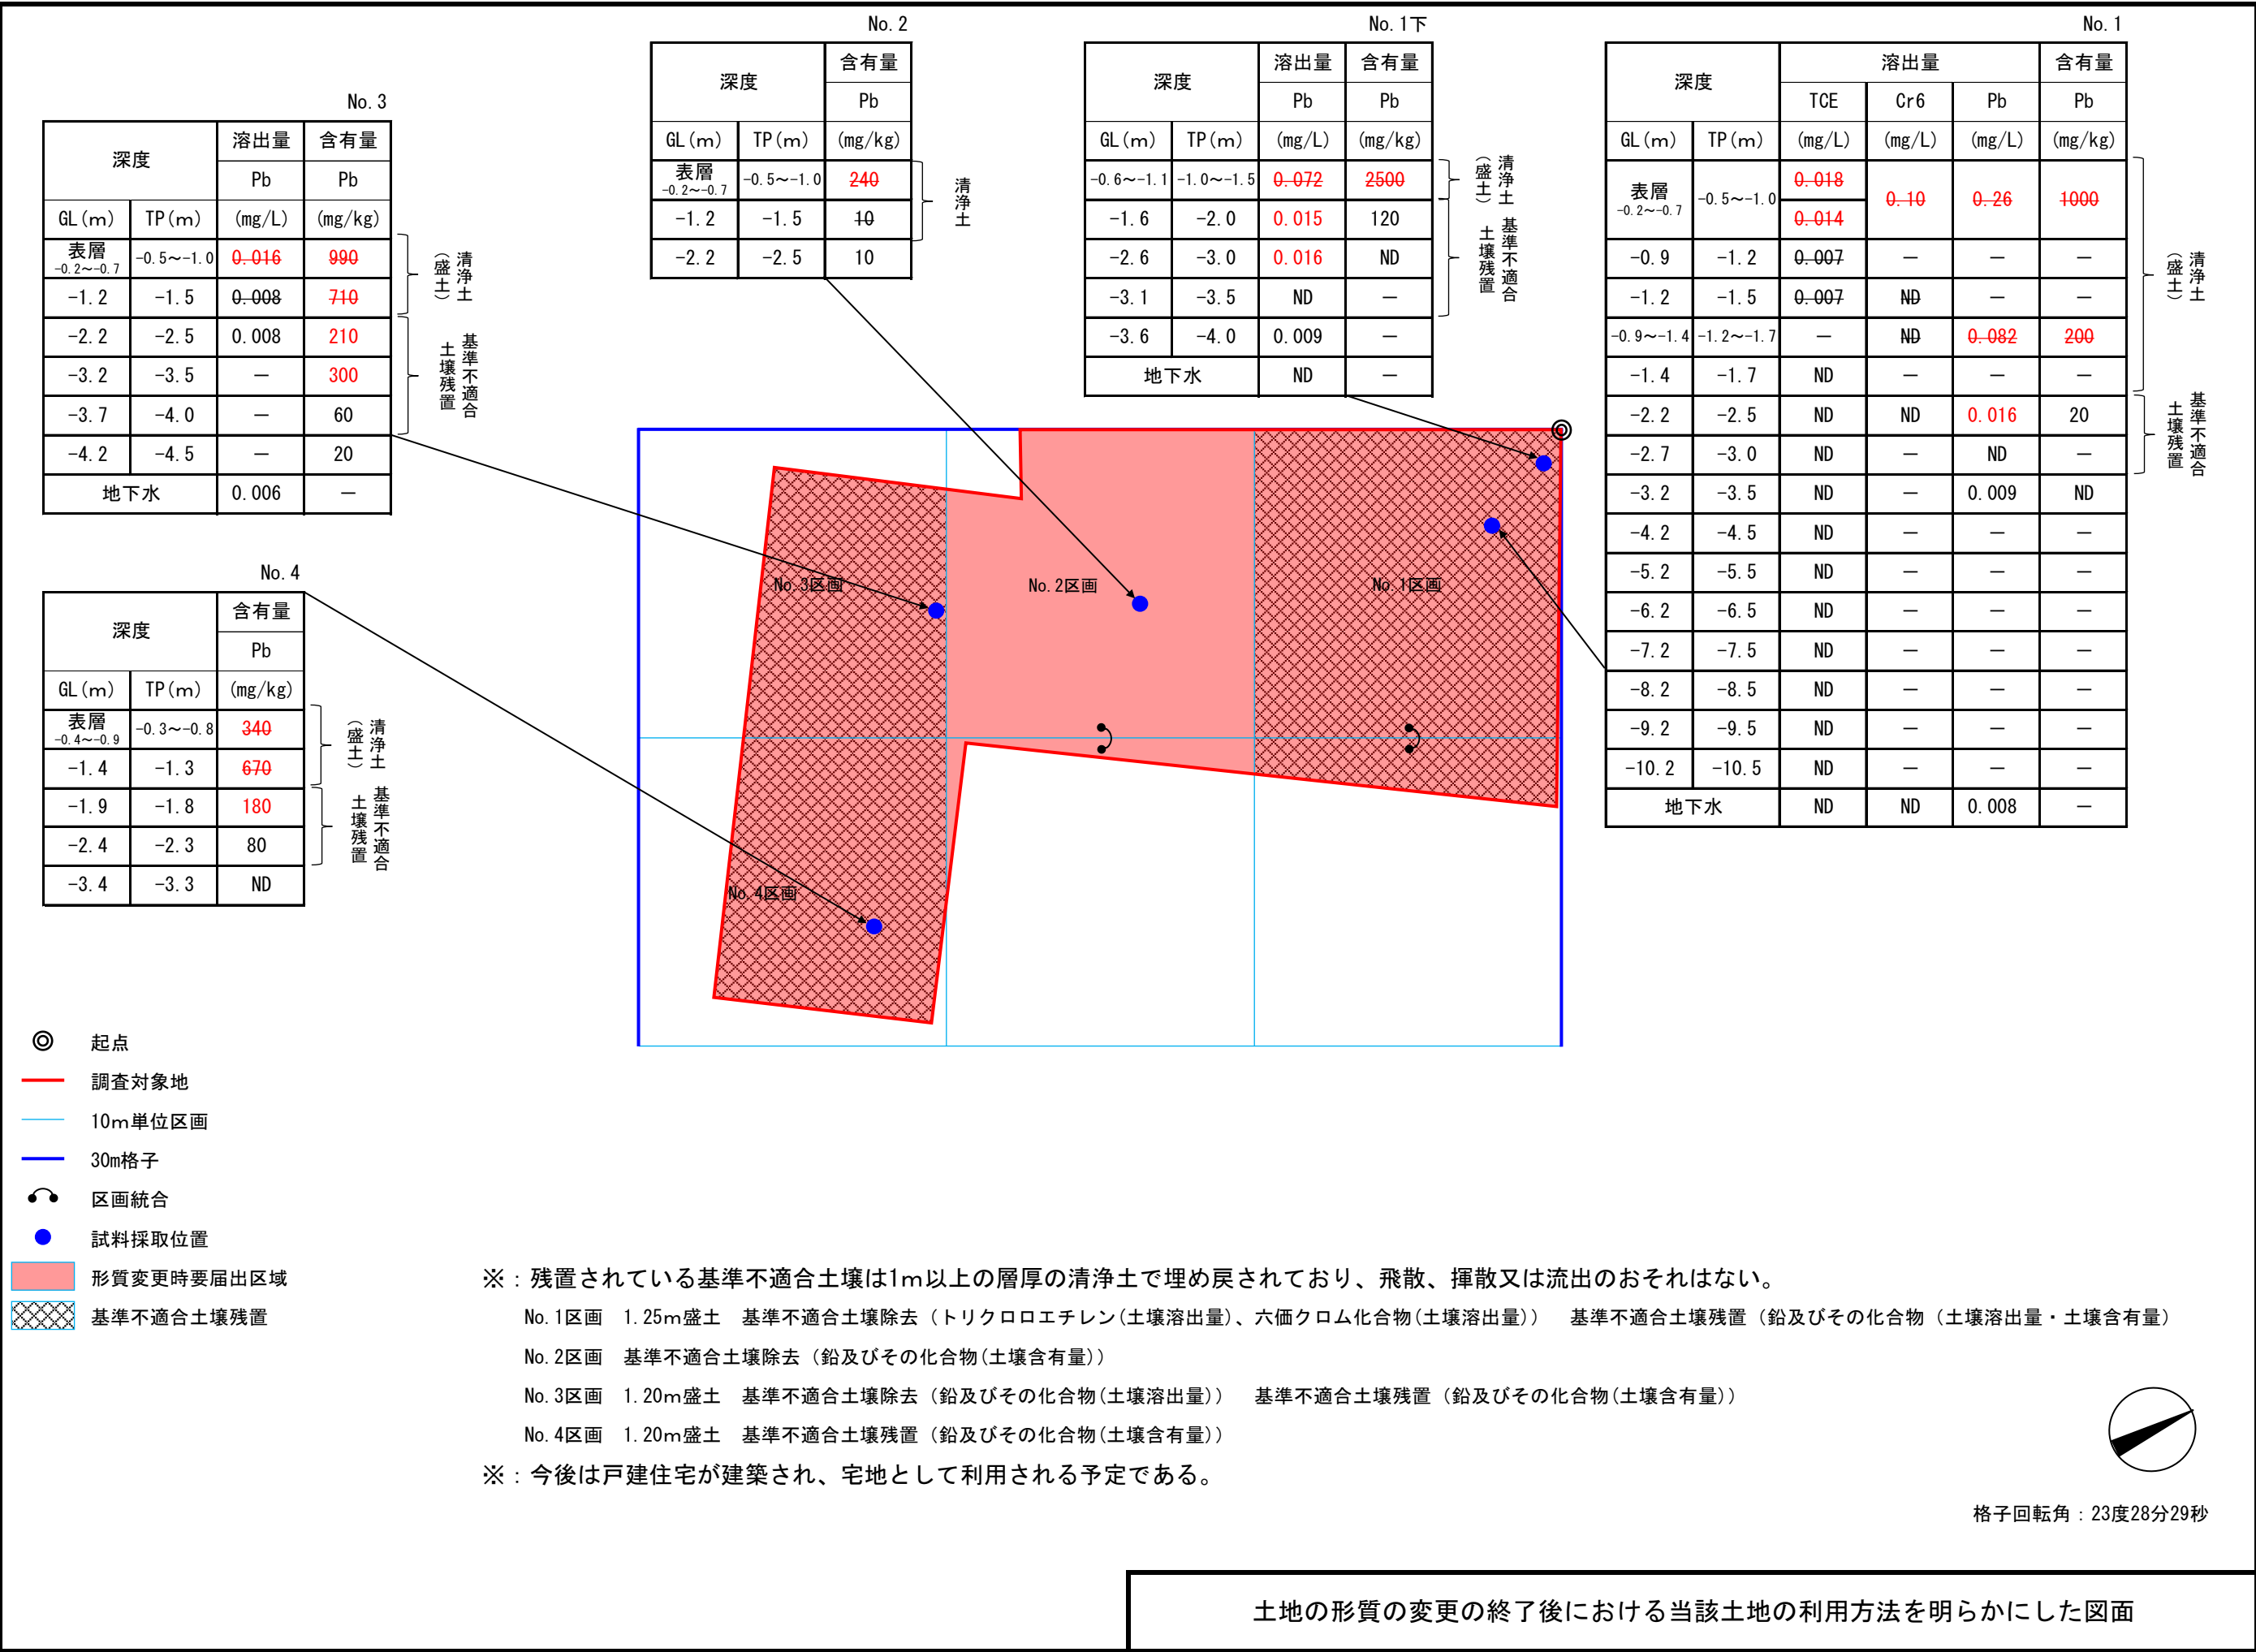 No.3
深度 溶出量 含有量
Pb Pb
GL(m) TP(m) (mg/L) (mg/kg)
表層 -0.2～-0.7 -0.5～-1.0 0.016 990
-1.2 -1.5 0.008 710
-2.2 -2.5 0.008 210
-3.2 -3.5 — 300
-3.7 -4.0 — 60
-4.2 -4.5 — 20
地下水 0.006 —
清浄土
(盛土)
基準不適合
土壌残置
No.4
深度 含有量
Pb
GL(m) TP(m) (mg/kg)
表層 -0.4～-0.9 -0.3～-0.8 340
-1.4 -1.3 670
-1.9 -1.8 180
-2.4 -2.3 80
-3.4 -3.3 ND
清浄土
(盛土)
基準不適合
土壌残置
No.2
深度 含有量
Pb
GL(m) TP(m) (mg/kg)
表層 -0.2～-0.7 -0.5～-1.0 240
-1.2 -1.5 10
-2.2 -2.5 10
清浄土
No.1下
深度 溶出量 含有量
Pb Pb
GL(m) TP(m) (mg/L) (mg/kg)
-0.6～-1.1 -1.0～-1.5 0.072 2500
-1.6 -2.0 0.015 120
-2.6 -3.0 0.016 ND
-3.1 -3.5 ND —
-3.6 -4.0 0.009 —
地下水 ND —
清浄土
(盛土)
基準不適合
土壌残置
No.1
深度 溶出量 含有量
TCE Cr6 Pb Pb
GL(m) TP(m) (mg/L) (mg/L) (mg/L) (mg/kg)
表層 -0.2～-0.7 -0.5～-1.0 0.018 0.10 0.26 1000
0.014
-0.9 -1.2 0.007 — — —
-1.2 -1.5 0.007 ND — —
-0.9～-1.4 -1.2～-1.7 — ND 0.082 200
-1.4 -1.7 ND — — —
-2.2 -2.5 ND ND 0.016 20
-2.7 -3.0 ND — ND —
-3.2 -3.5 ND — 0.009 ND
-4.2 -4.5 ND — — —
-5.2 -5.5 ND — — —
-6.2 -6.5 ND — — —
-7.2 -7.5 ND — — —
-8.2 -8.5 ND — — —
-9.2 -9.5 ND — — —
-10.2 -10.5 ND — — —
地下水 ND ND 0.008 —
清浄土
(盛土)
基準不適合
土壌残置
No.3区画
No.2区画
No.1区画
No.4区画
起点
調査対象地
10m単位区画
30m格子
区画統合
試料採取位置
形質変更時要届出区域
基準不適合土壌残置
※：残置されている基準不適合土壌は1m以上の層厚の清浄土で埋め戻されており、飛散、揮散又は流出のおそれはない。
No.1区画 1.25m盛土 基準不適合土壌除去（トリクロロエチレン(土壌溶出量)、六価クロム化合物(土壌溶出量)） 基準不適合土壌残置（鉛及びその化合物（土壌溶出量・土壌含有量）
No.2区画 基準不適合土壌除去（鉛及びその化合物(土壌含有量)）
No.3区画 1.20m盛土 基準不適合土壌除去（鉛及びその化合物(土壌溶出量)） 基準不適合土壌残置（鉛及びその化合物(土壌含有量)）
No.4区画 1.20m盛土 基準不適合土壌残置（鉛及びその化合物(土壌含有量)）
※：今後は戸建住宅が建築され、宅地として利用される予定である。
格子回転角：23度28分29秒
土地の形質の変更の終了後における当該土地の利用方法を明らかにした図面